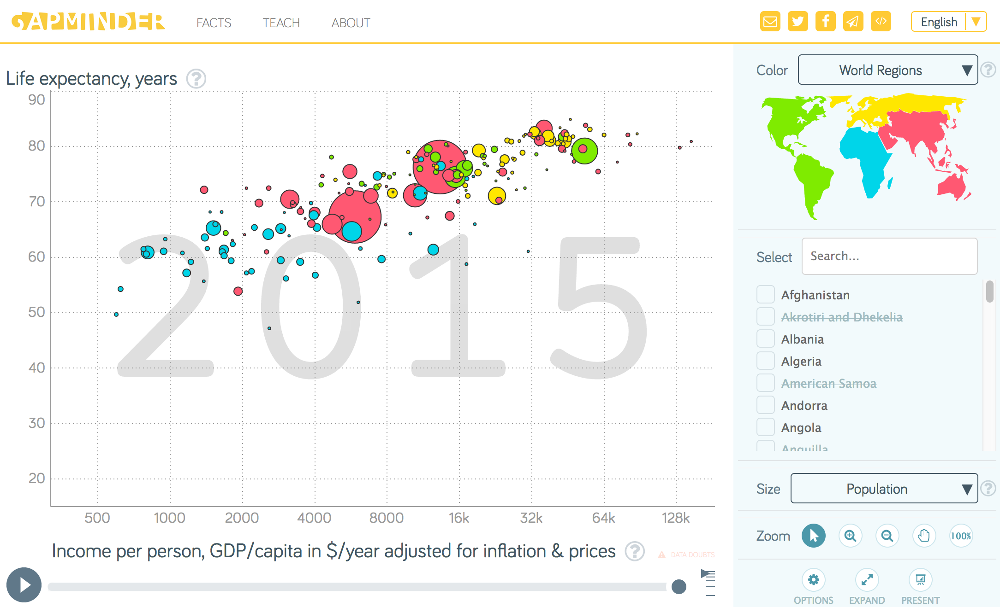 GAPMINDER FACTS TEACH ABOUT English
Life expectancy, years ?
90
80
70
60
50
40
30
20
2015
500 1000 2000 4000 8000 16k 32k 64k 128k
Income per person, GDP/capita in $/year adjusted for inflation & prices ?
DATA DOUBTS
Color World Regions ?
Select Search...
Afghanistan
Akrotiri and Dhekelia
Albania
Algeria
American Samoa
Andorra
Angola
Anguilla
Size Population ?
Zoom 100%
OPTIONS EXPAND PRESENT